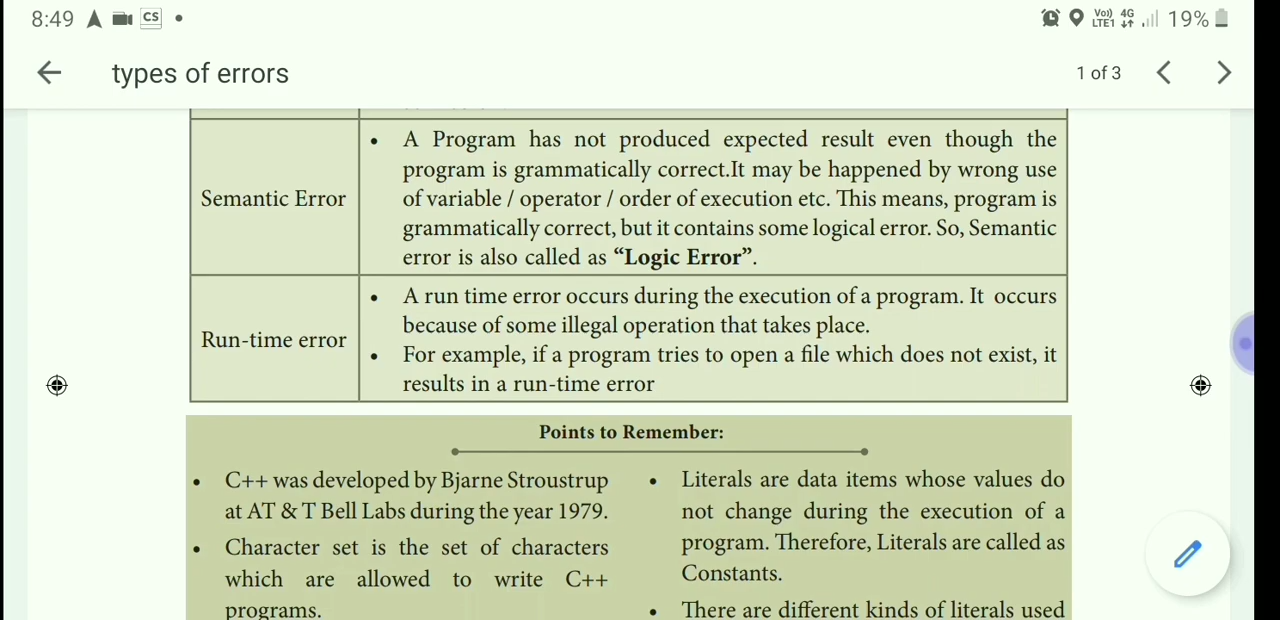 8:49 CS Vo) LTE1 4G 19%
types of errors 1 of 3
Semantic Error
• A Program has not produced expected result even though the
program is grammatically correct.It may be happened by wrong use
of variable / operator / order of execution etc. This means, program is
grammatically correct, but it contains some logical error. So, Semantic
error is also called as “Logic Error”.
Run-time error
• A run time error occurs during the execution of a program. It occurs
because of some illegal operation that takes place.
• For example, if a program tries to open a file which does not exist, it
results in a run-time error
Points to Remember:
• C++ was developed by Bjarne Stroustrup
at AT & T Bell Labs during the year 1979.
• Character set is the set of characters
which are allowed to write C++
programs.
• Literals are data items whose values do
not change during the execution of a
program. Therefore, Literals are called as
Constants.
• There are different kinds of literals used